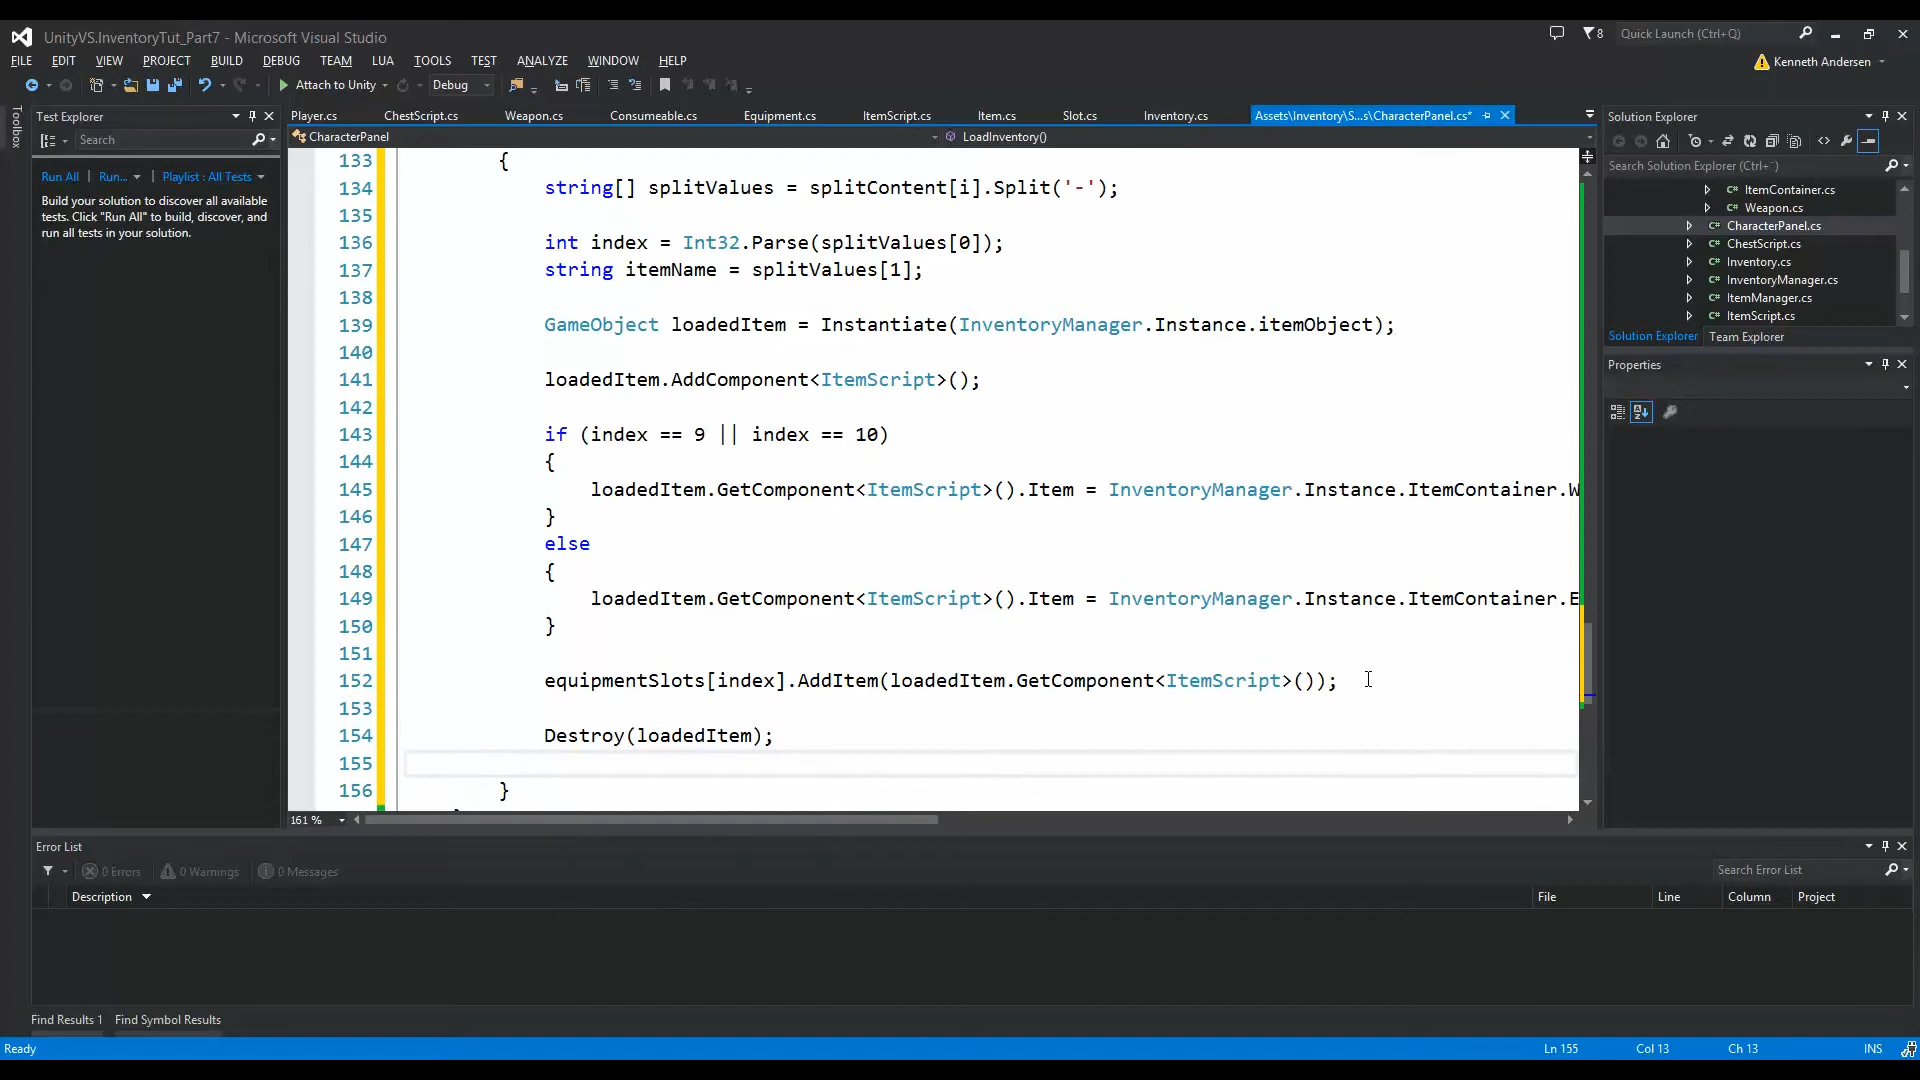 UnityVS.InventoryTut_Part7 - Microsoft Visual Studio
8
Quick Launch (Ctrl+Q)
FILE EDIT VIEW PROJECT BUILD DEBUG TEAM LUA TOOLS TEST ANALYZE WINDOW HELP
Kenneth Andersen
Attach to Unity
Debug
Toolbox
Test Explorer
Search
Run All
Run...
Playlist : All Tests
Build your solution to discover all available
tests. Click "Run All" to build, discover, and
run all tests in your solution.
Player.cs ChestScript.cs Weapon.cs Consumeable.cs Equipment.cs ItemScript.cs Item.cs Slot.cs Inventory.cs Assets\Inventory\S...s\CharacterPanel.cs*
CharacterPanel
LoadInventory()
133 {
134 string[] splitValues = splitContent[i].Split('-');
135
136 int index = Int32.Parse(splitValues[0]);
137 string itemName = splitValues[1];
138
139 GameObject loadedItem = Instantiate(InventoryManager.Instance.itemObject);
140
141 loadedItem.AddComponent<ItemScript>();
142
143 if (index == 9 || index == 10)
144 {
145 loadedItem.GetComponent<ItemScript>().Item = InventoryManager.Instance.ItemContainer.W
146 }
147 else
148 {
149 loadedItem.GetComponent<ItemScript>().Item = InventoryManager.Instance.ItemContainer.E
150 }
151
152 equipmentSlots[index].AddItem(loadedItem.GetComponent<ItemScript>());
153
154 Destroy(loadedItem);
155
156 }
161 %
Solution Explorer
Search Solution Explorer (Ctrl+¨)
C# ItemContainer.cs
C# Weapon.cs
C# CharacterPanel.cs
C# ChestScript.cs
C# Inventory.cs
C# InventoryManager.cs
C# ItemManager.cs
C# ItemScript.cs
Solution Explorer Team Explorer
Properties
Error List
0 Errors
0 Warnings
0 Messages
Search Error List
Description
File
Line
Column
Project
Find Results 1 Find Symbol Results
Ready
Ln 155
Col 13
Ch 13
INS